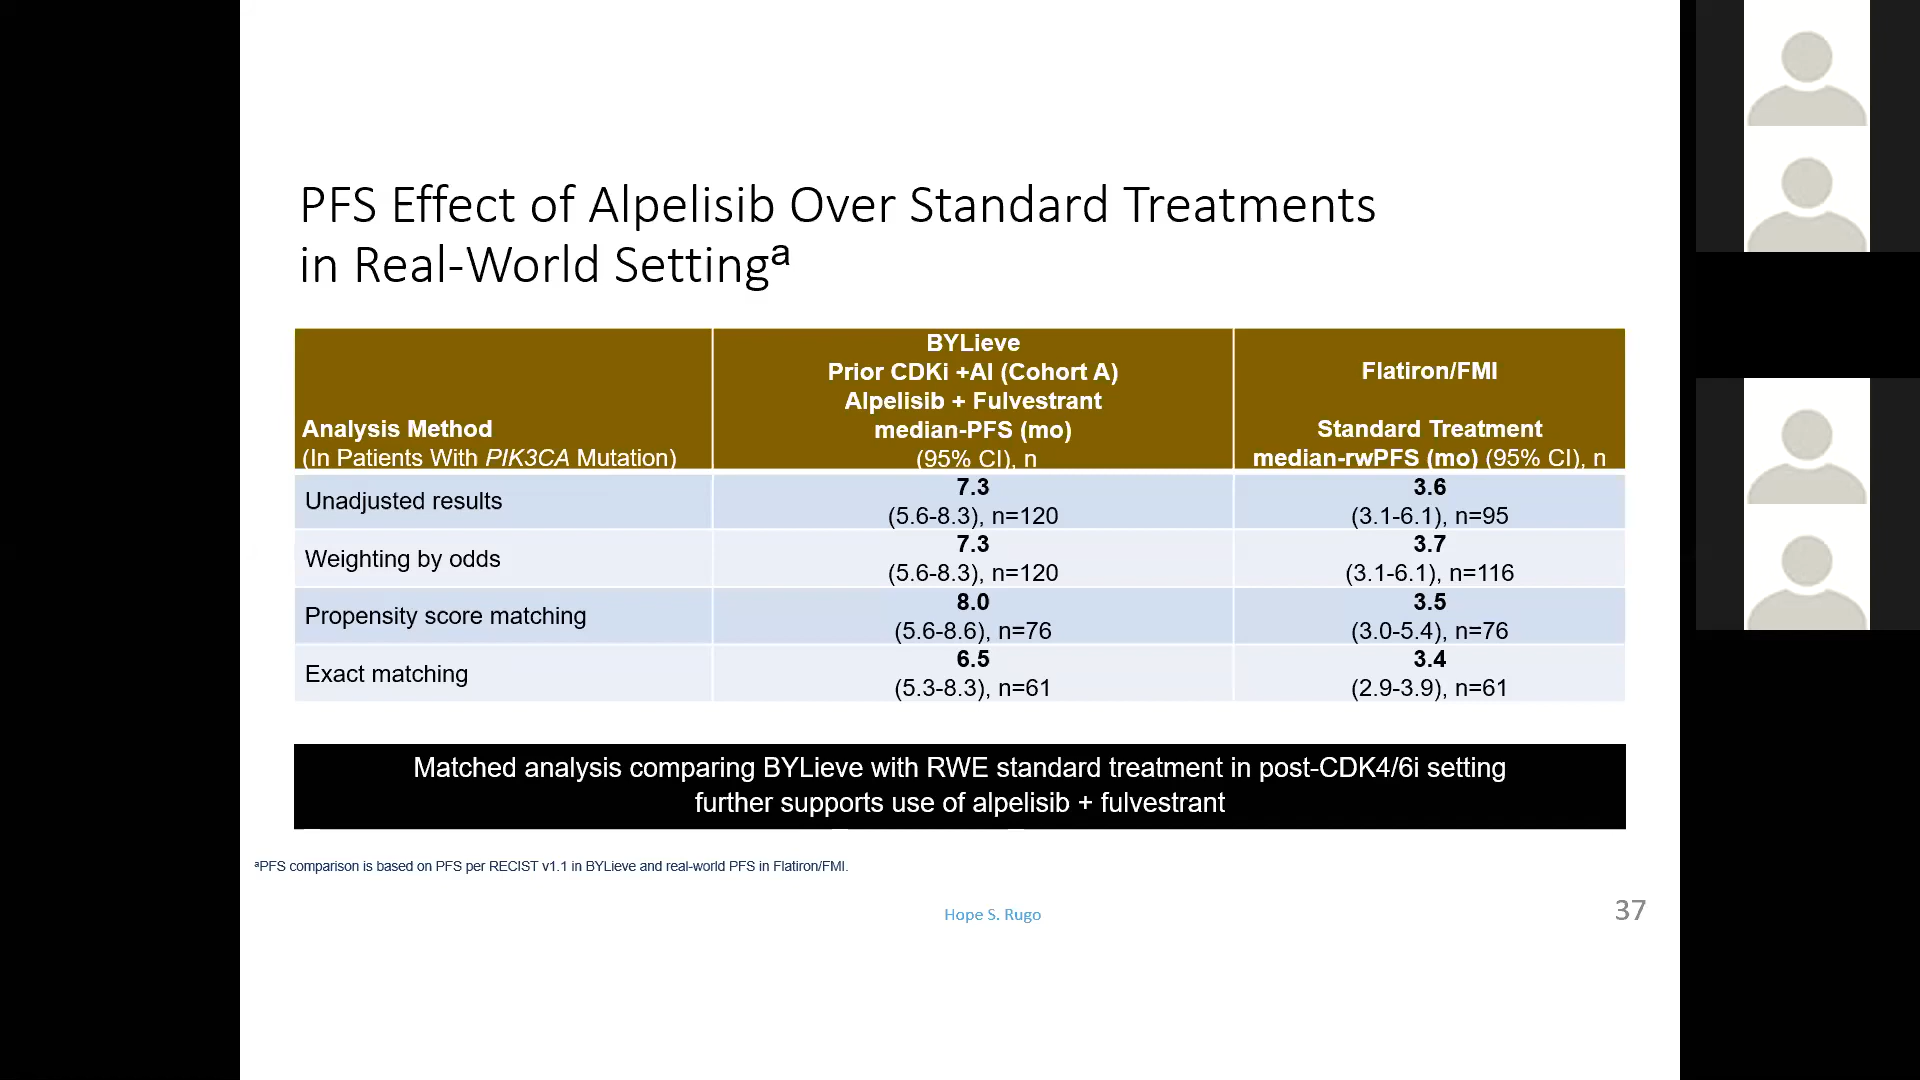 PFS Effect of Alpelisib Over Standard Treatments
in Real-World Settingᵃ
Analysis Method
(In Patients With PIK3CA Mutation)
BYLieve
Prior CDKi +AI (Cohort A)
Alpelisib + Fulvestrant
median-PFS (mo)
(95% CI), n
Flatiron/FMI
Standard Treatment
median-rwPFS (mo) (95% CI), n
Unadjusted results
7.3
(5.6-8.3), n=120
3.6
(3.1-6.1), n=95
Weighting by odds
7.3
(5.6-8.3), n=120
3.7
(3.1-6.1), n=116
Propensity score matching
8.0
(5.6-8.6), n=76
3.5
(3.0-5.4), n=76
Exact matching
6.5
(5.3-8.3), n=61
3.4
(2.9-3.9), n=61
Matched analysis comparing BYLieve with RWE standard treatment in post-CDK4/6i setting
further supports use of alpelisib + fulvestrant
ᵃPFS comparison is based on PFS per RECIST v1.1 in BYLieve and real-world PFS in Flatiron/FMI.
Hope S. Rugo
37